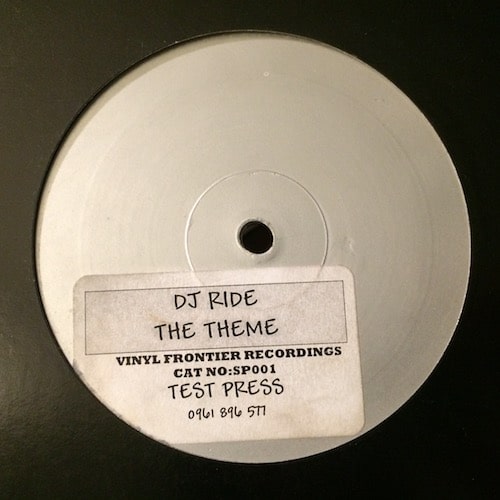 DJ RIDE
THE THEME
VINYL FRONTIER RECORDINGS
CAT NO:SP001
TEST PRESS
0961 896 577